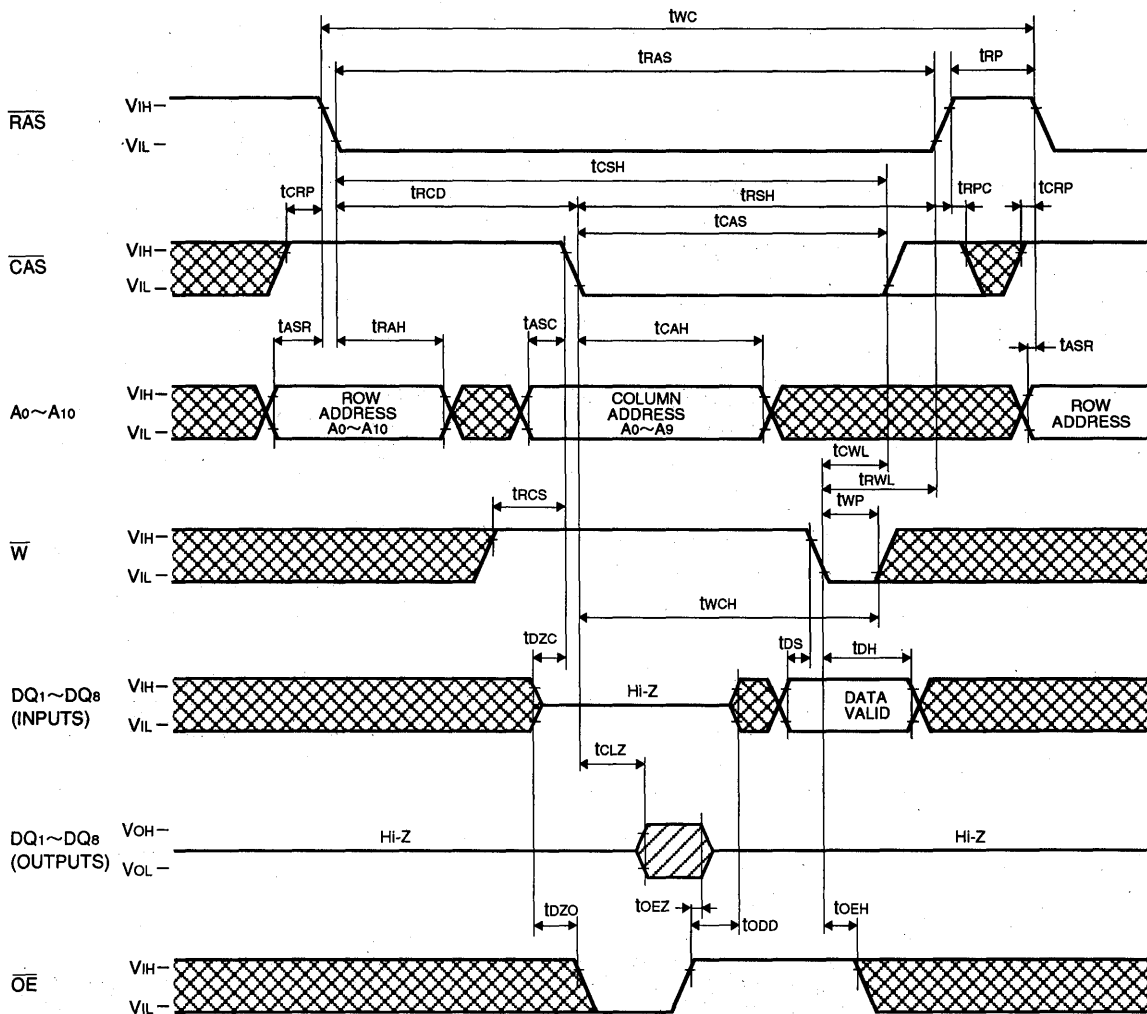 tWC
tRAS
tRP
RAS
VIH
VIL
tCSH
tCRP
tRCD
tRSH
tRPC
tCRP
tCAS
CAS
VIH
VIL
tASR
tRAH
tASC
tCAH
tASR
A0~A10
VIH
VIL
ROW
ADDRESS
A0~A10
COLUMN
ADDRESS
A0~A9
ROW
ADDRESS
tCWL
tRWL
tRCS
tWP
W
VIH
VIL
tWCH
tDZC
tDS
tDH
DQ1~DQ8
(INPUTS)
VIH
VIL
Hi-Z
DATA
VALID
tCLZ
DQ1~DQ8
(OUTPUTS)
VOH
VOL
Hi-Z
Hi-Z
tDZO
tOEZ
tODD
tOEH
OE
VIH
VIL